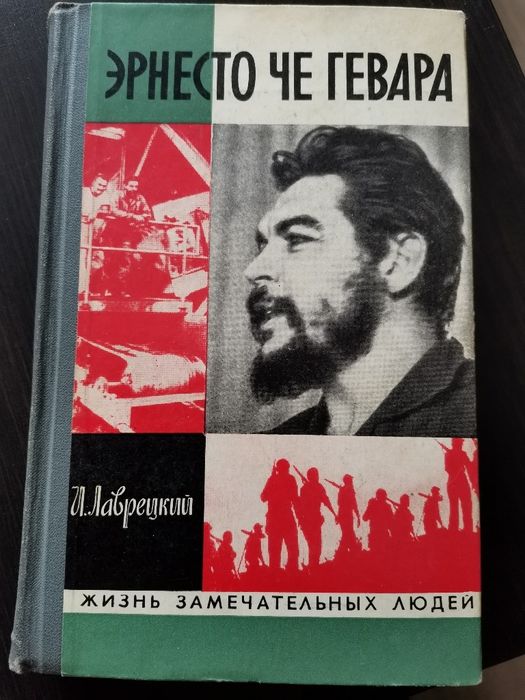 ЭРНЕСТО ЧЕ ГЕВАРА
И. Лаврецкий
ЖИЗНЬ ЗАМЕЧАТЕЛЬНЫХ ЛЮДЕЙ